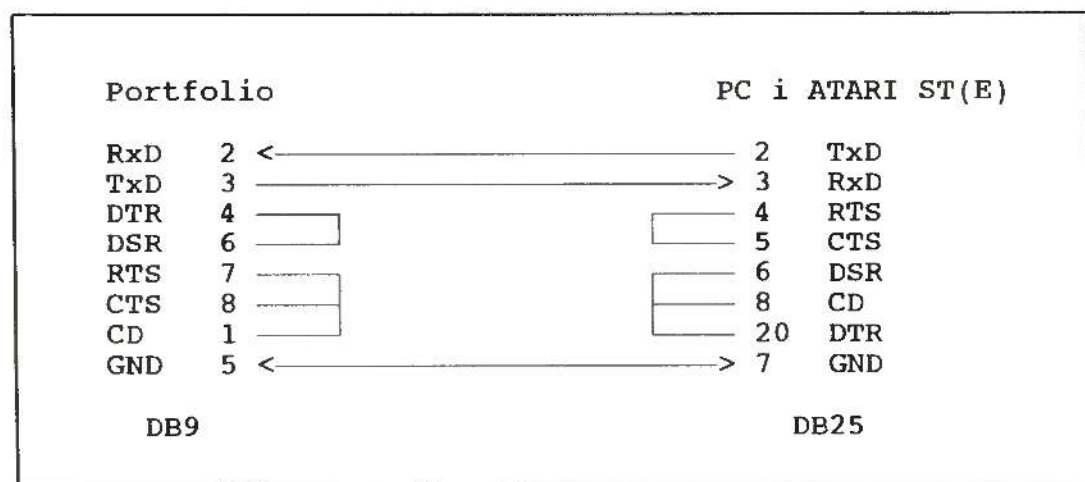 Portfolio PC i ATARI ST(E)
RxD 2 2 TxD
TxD 3 3 RxD
DTR 4 4 RTS
DSR 6 5 CTS
RTS 7 6 DSR
CTS 8 8 CD
CD 1 20 DTR
GND 5 7 GND
DB9 DB25